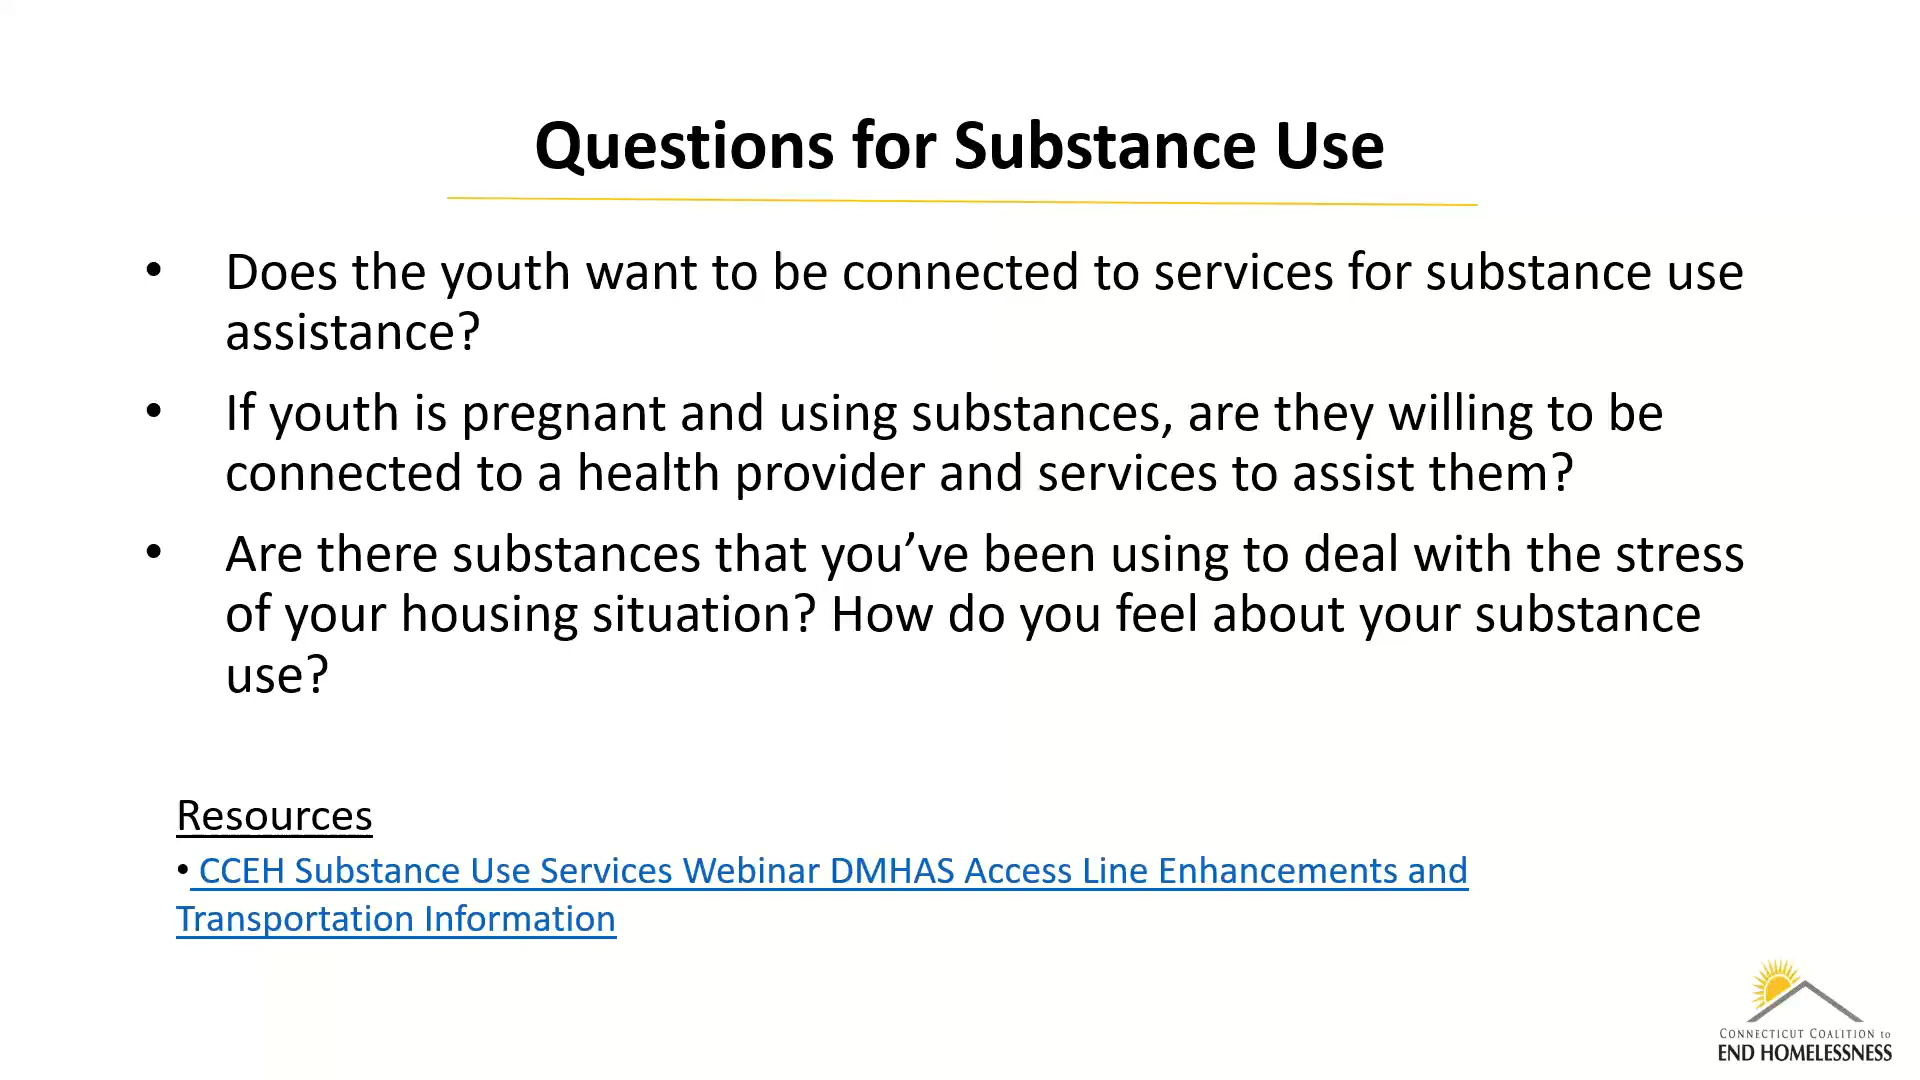 Questions for Substance Use
• Does the youth want to be connected to services for substance use
assistance?
• If youth is pregnant and using substances, are they willing to be
connected to a health provider and services to assist them?
• Are there substances that you’ve been using to deal with the stress
of your housing situation? How do you feel about your substance
use?
Resources
• CCEH Substance Use Services Webinar DMHAS Access Line Enhancements and
Transportation Information
CONNECTICUT COALITION to
END HOMELESSNESS